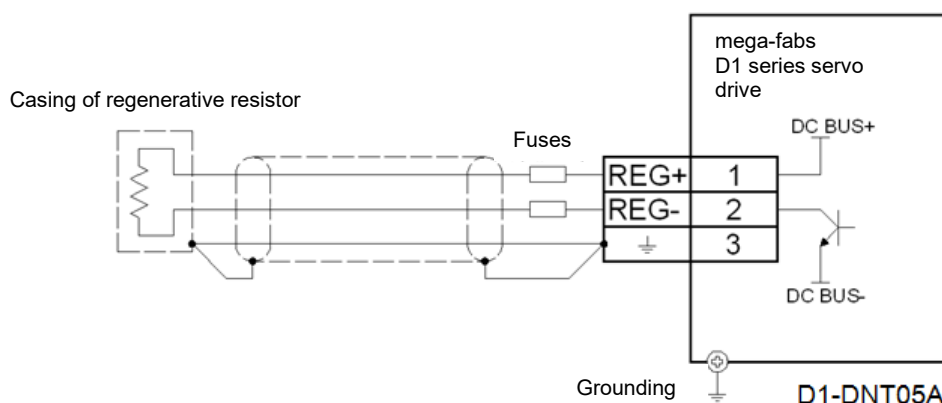 mega-fabs
D1 series servo
drive
Casing of regenerative resistor
DC BUS+
Fuses
REG+ 1
REG- 2
3
DC BUS-
Grounding
D1-DNT05A